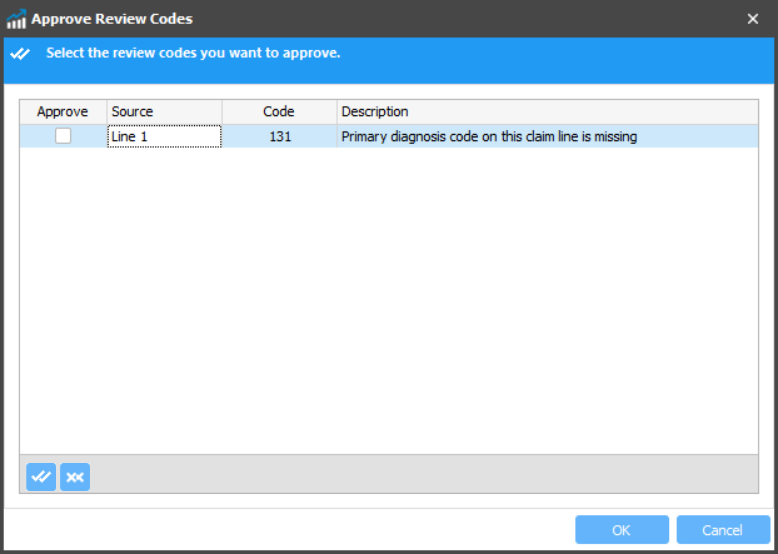 Approve Review Codes
Select the review codes you want to approve.
Approve Source Code Description
Line 1 131 Primary diagnosis code on this claim line is missing
OK Cancel